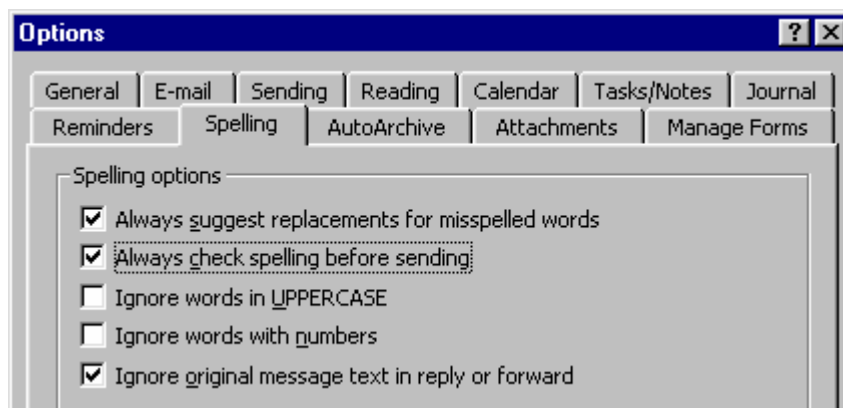 Options
General E-mail Sending Reading Calendar Tasks/Notes Journal
Reminders Spelling AutoArchive Attachments Manage Forms
Spelling options
Always suggest replacements for misspelled words
Always check spelling before sending
Ignore words in UPPERCASE
Ignore words with numbers
Ignore original message text in reply or forward